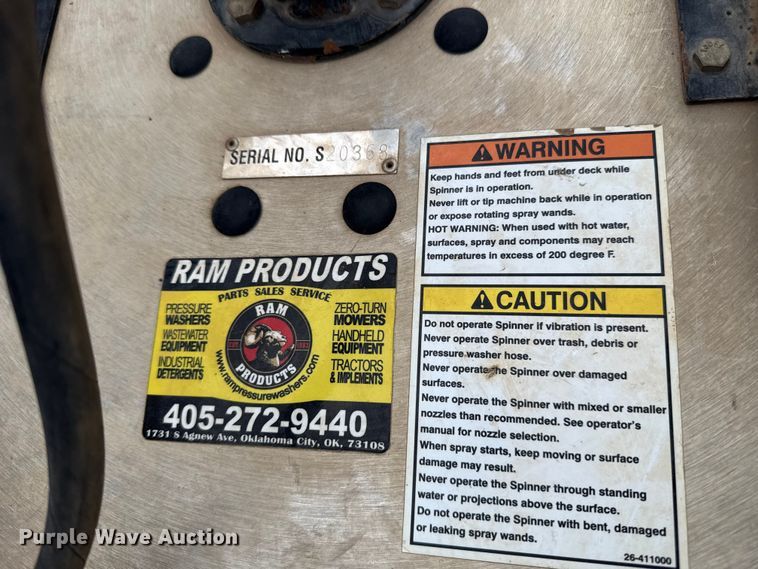 SERIAL NO. S20368
WARNING
Keep hands and feet from under deck while
Spinner is in operation.
Never lift or tip machine back while in operation
or expose rotating spray wands.
HOT WARNING: When used with hot water,
surfaces, spray and components may reach
temperatures in excess of 200 degree F.
RAM PRODUCTS
PARTS SALES SERVICE
PRESSURE
WASHERS
WASTEWATER
EQUIPMENT
INDUSTRIAL
DETERGENTS
RAM
PRODUCTS
www.rampressurewashers.com
ZERO-TURN
MOWERS
HANDHELD
EQUIPMENT
TRACTORS
& IMPLEMENTS
405-272-9440
1731 S Agnew Ave, Oklahoma City, OK, 73108
CAUTION
Do not operate Spinner if vibration is present.
Never operate Spinner over trash, debris or
pressure washer hose.
Never operate the Spinner over damaged
surfaces.
Never operate the Spinner with mixed or smaller
nozzles than recommended. See operator's
manual for nozzle selection.
When spray starts, keep moving or surface
damage may result.
Never operate the Spinner through standing
water or projections above the surface.
Do not operate the Spinner with bent, damaged
or leaking spray wands.
26-411000
Purple Wave Auction